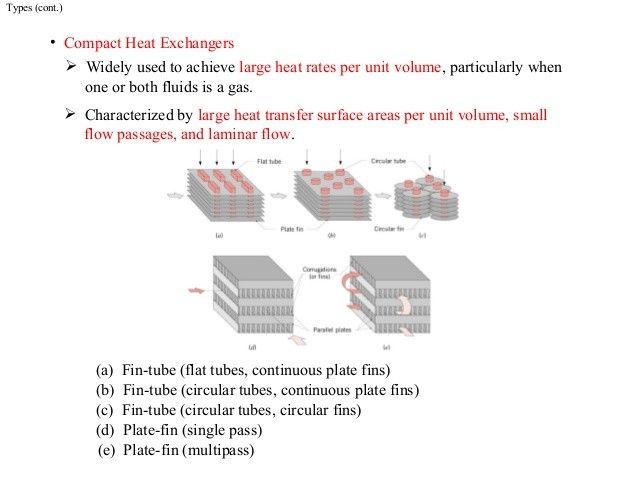 Types (cont.)
• Compact Heat Exchangers
➢ Widely used to achieve large heat rates per unit volume, particularly when
one or both fluids is a gas.
➢ Characterized by large heat transfer surface areas per unit volume, small
flow passages, and laminar flow.
Flat tube
Circular tube
Plate fin
Circular fin
(a)
(b)
(c)
Corrugations
(or fins)
Parallel plates
(d)
(e)
(a) Fin-tube (flat tubes, continuous plate fins)
(b) Fin-tube (circular tubes, continuous plate fins)
(c) Fin-tube (circular tubes, circular fins)
(d) Plate-fin (single pass)
(e) Plate-fin (multipass)